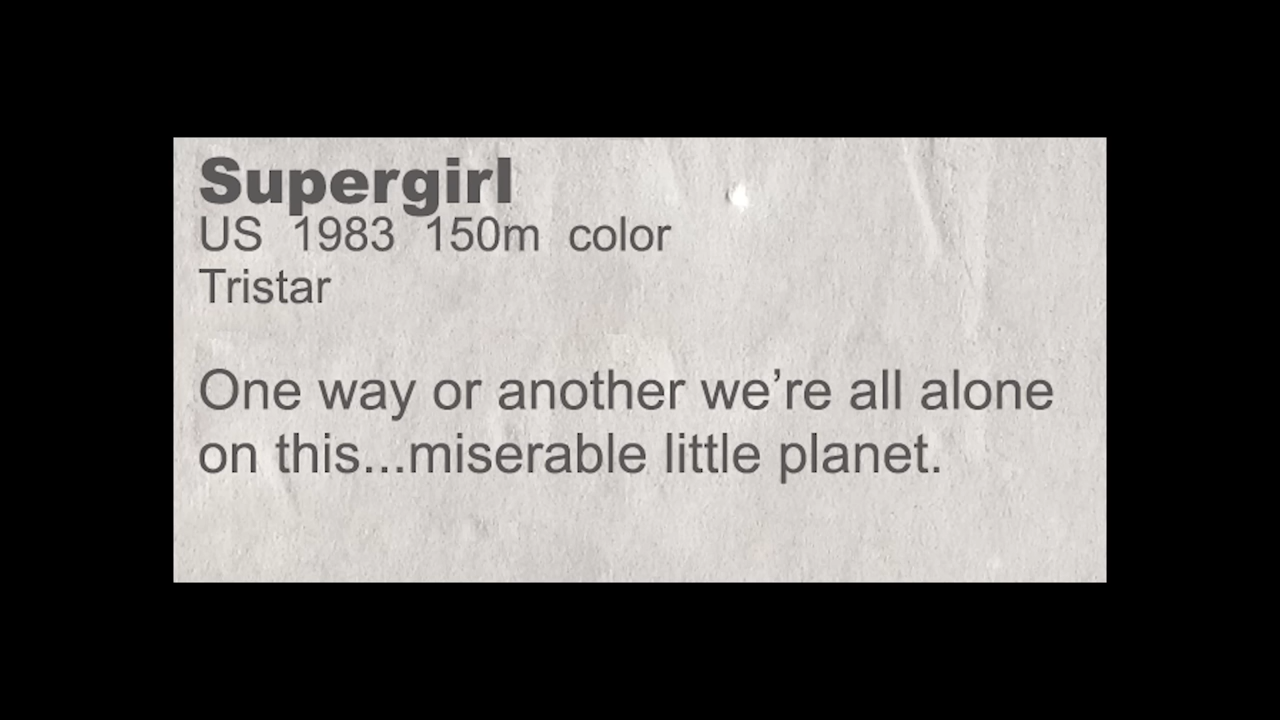 Supergirl
US 1983 150m color
Tristar
One way or another we’re all alone
on this...miserable little planet.